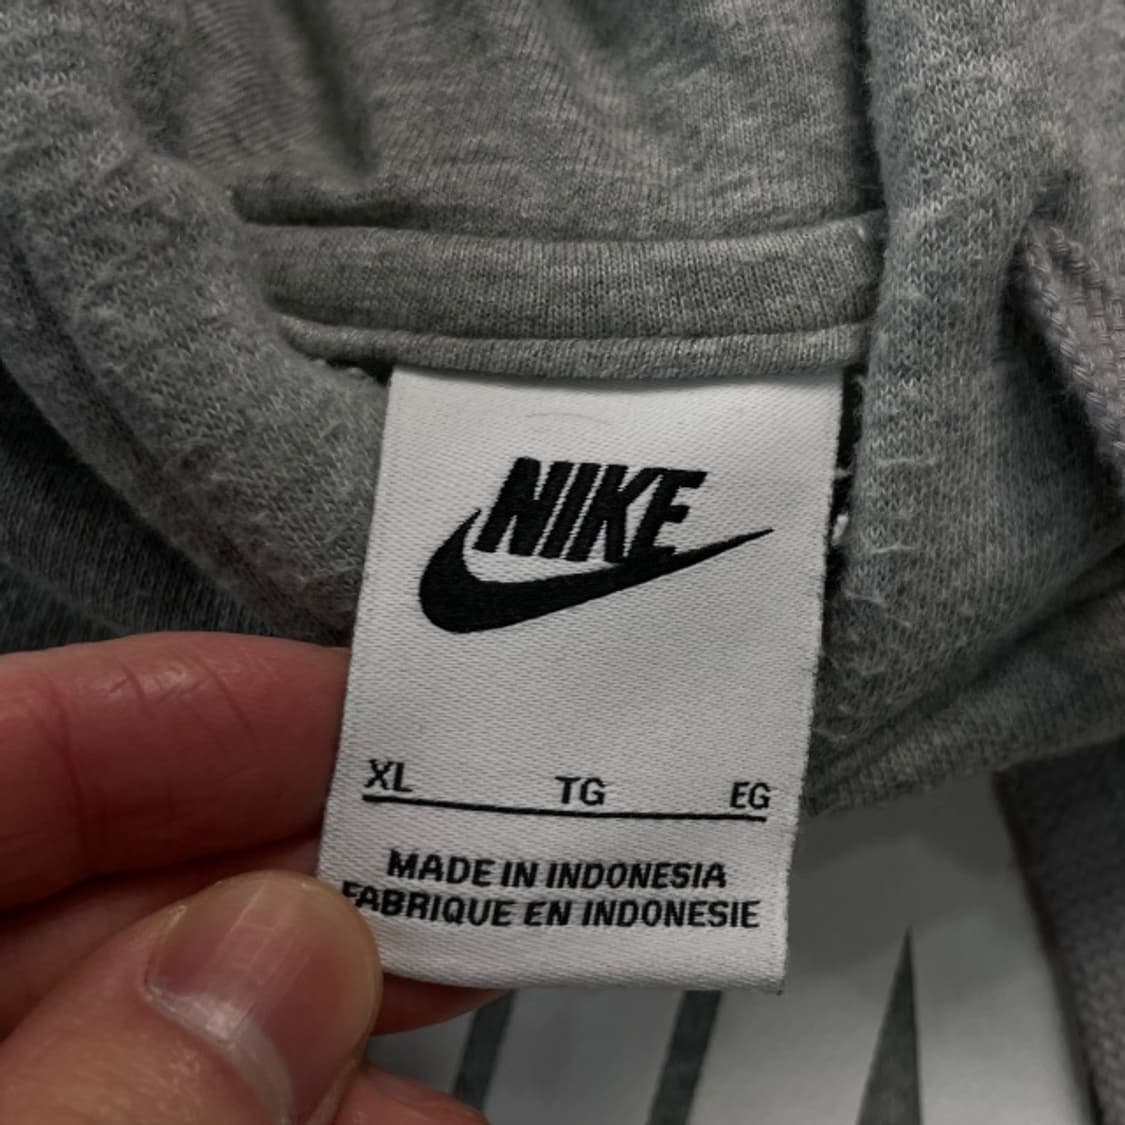 NIKE
XL TG EG
MADE IN INDONESIA
FABRIQUE EN INDONESIE